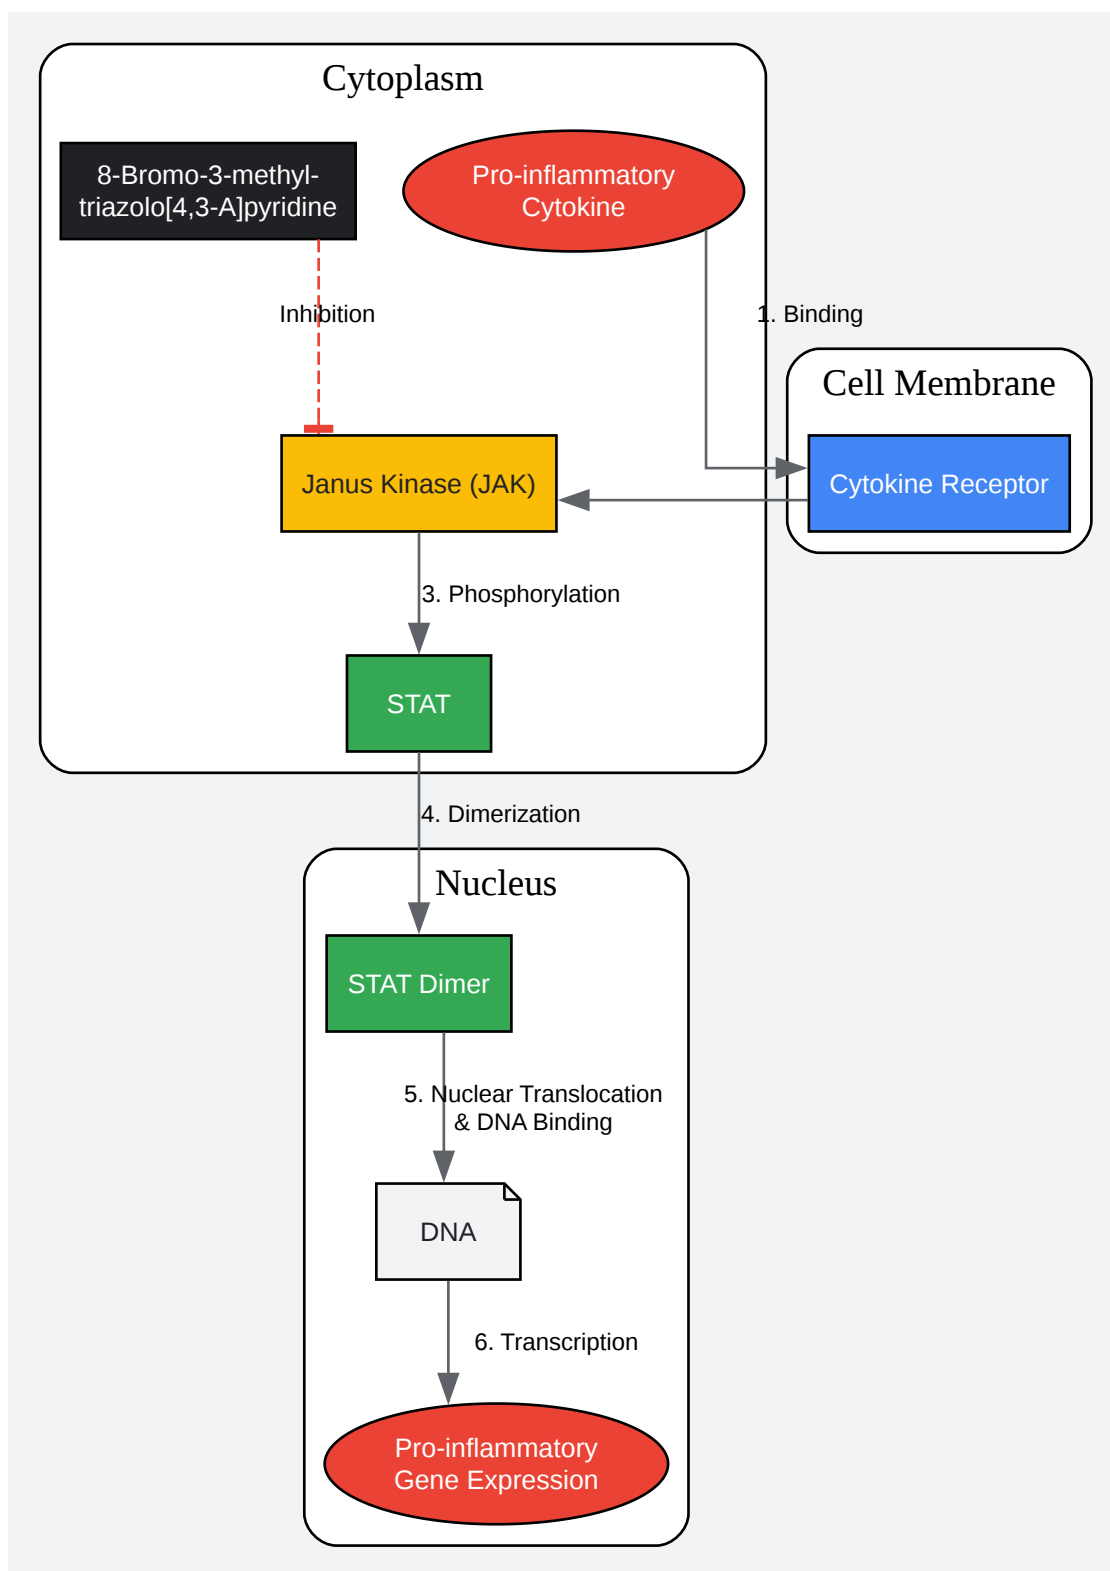 Cytoplasm
8-Bromo-3-methyl-
triazolo[4,3-A]pyridine
Pro-inflammatory
Cytokine
Inhibition
1. Binding
Cell Membrane
Janus Kinase (JAK)
Cytokine Receptor
3. Phosphorylation
STAT
4. Dimerization
Nucleus
STAT Dimer
5. Nuclear Translocation
& DNA Binding
DNA
6. Transcription
Pro-inflammatory
Gene Expression